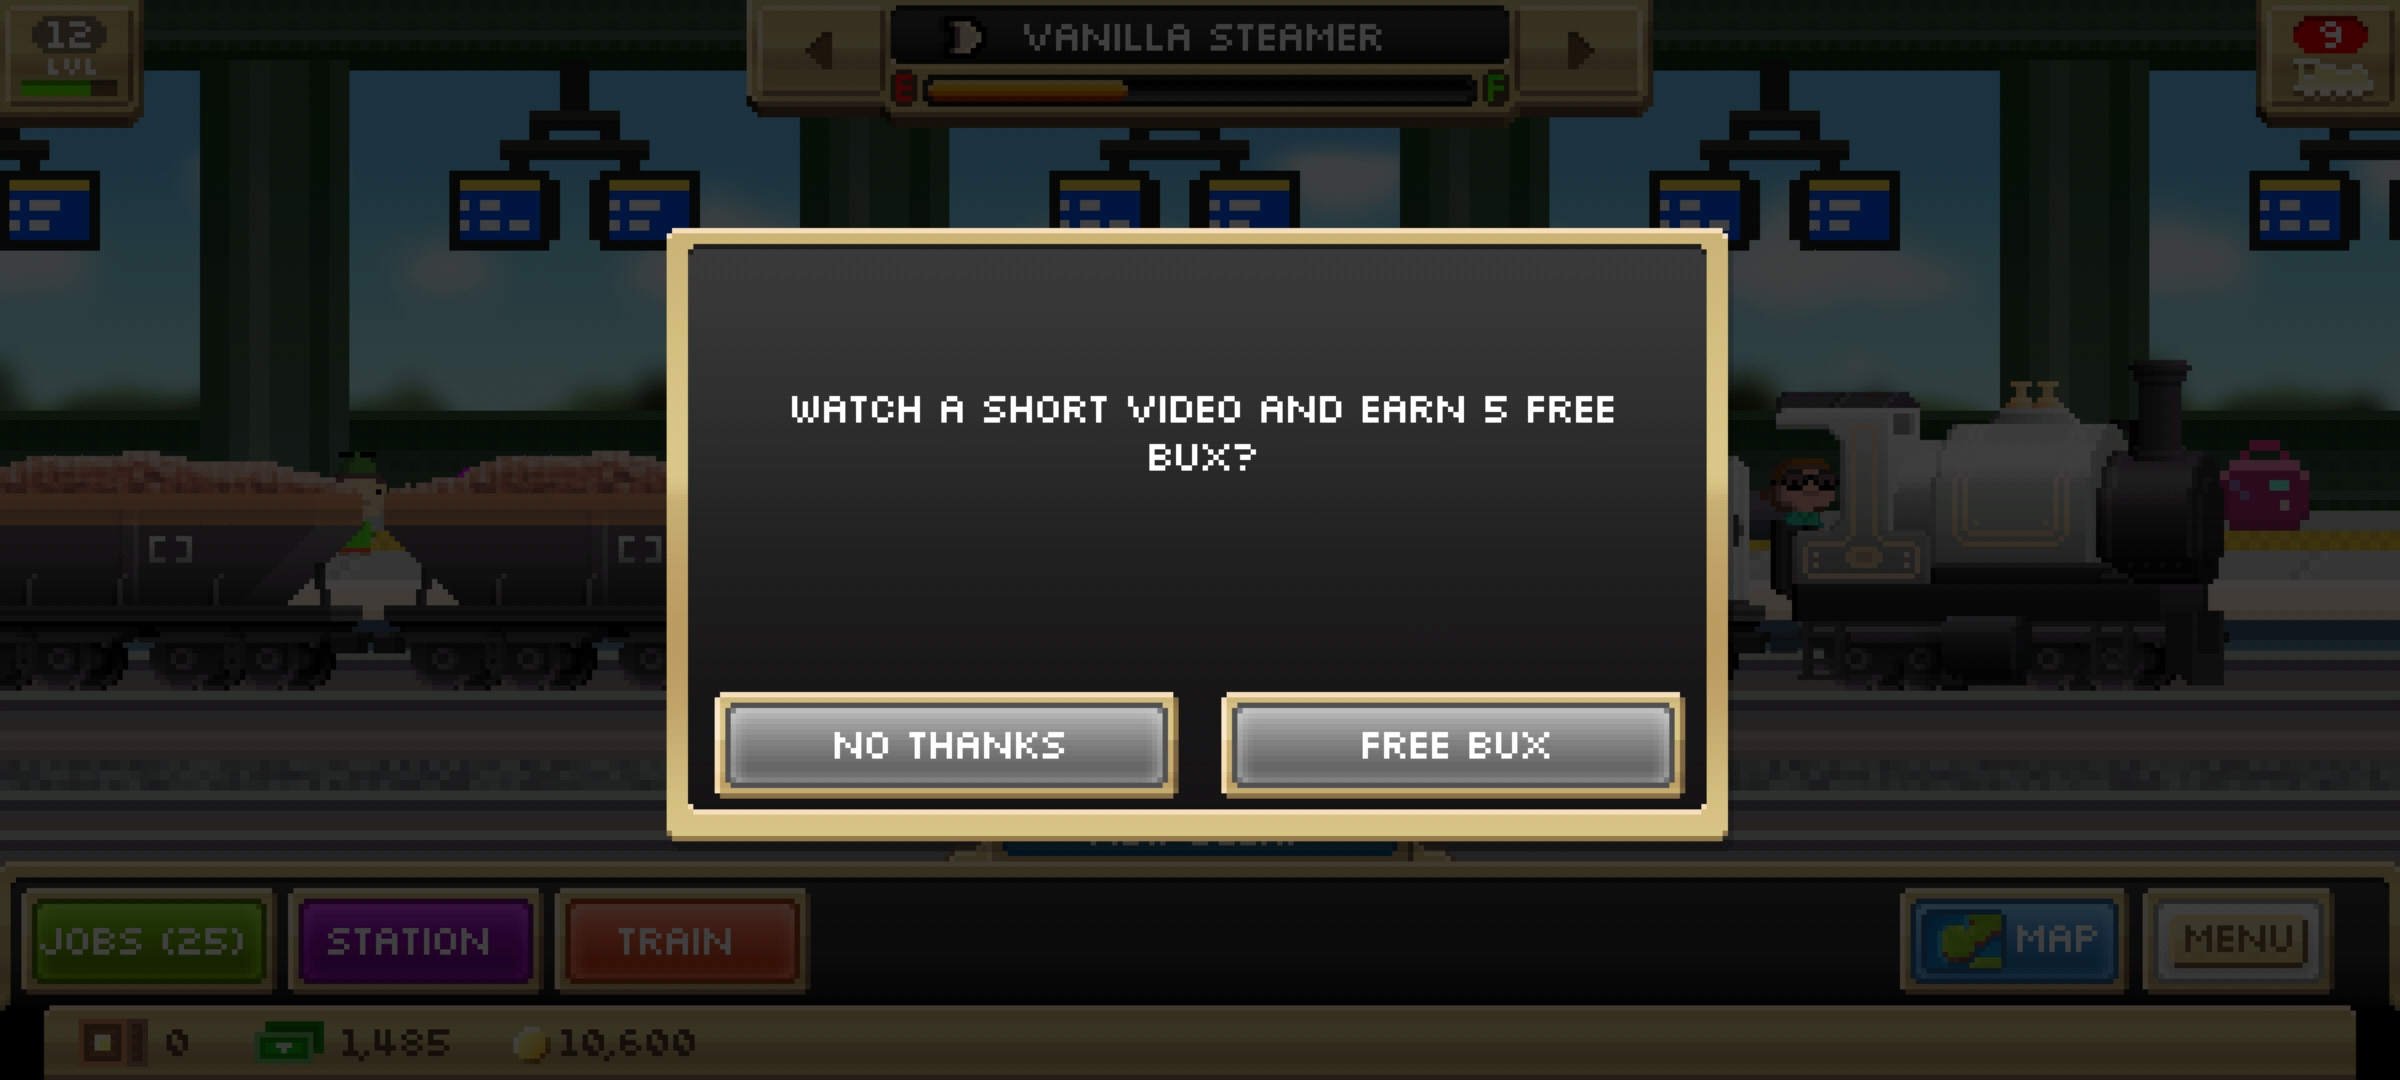 12
LVL
VANILLA STEAMER
E
F
9
WATCH A SHORT VIDEO AND EARN 5 FREE
BUX?
NO THANKS
FREE BUX
JOBS (25)
STATION
TRAIN
MAP
MENU
0
1,485
10,600